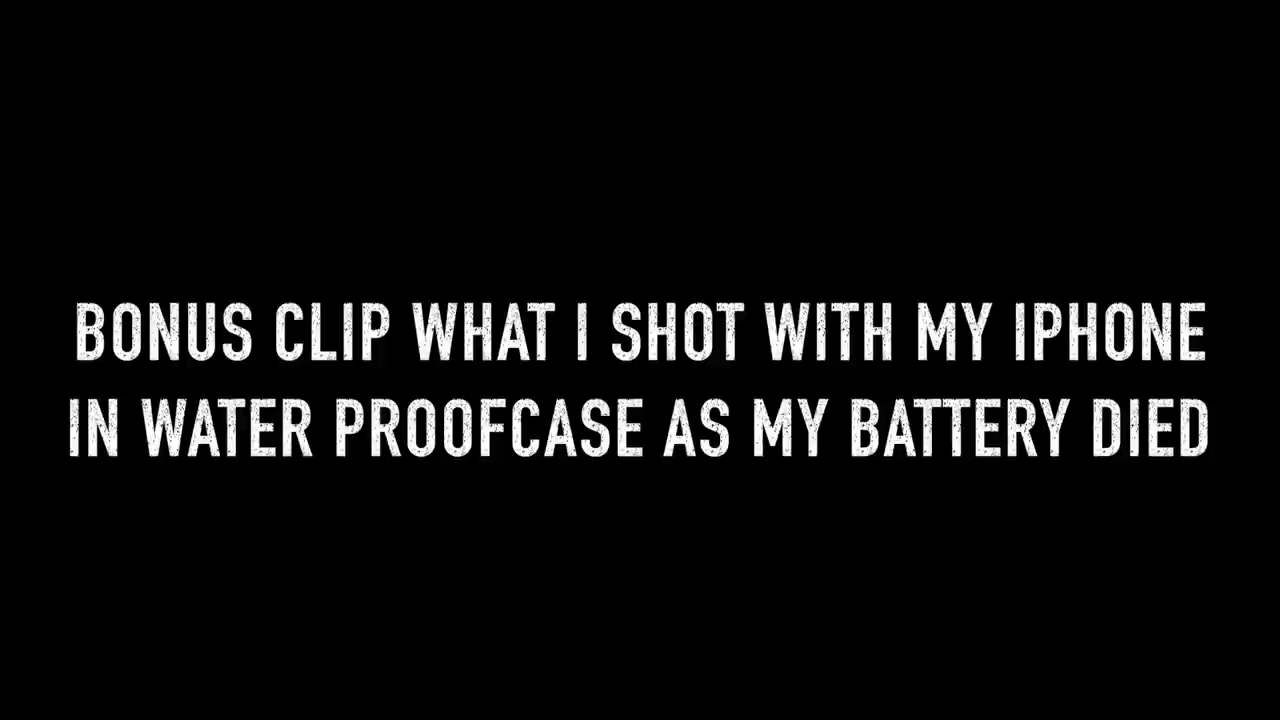 BONUS CLIP WHAT I SHOT WITH MY IPHONE
IN WATER PROOFCASE AS MY BATTERY DIED